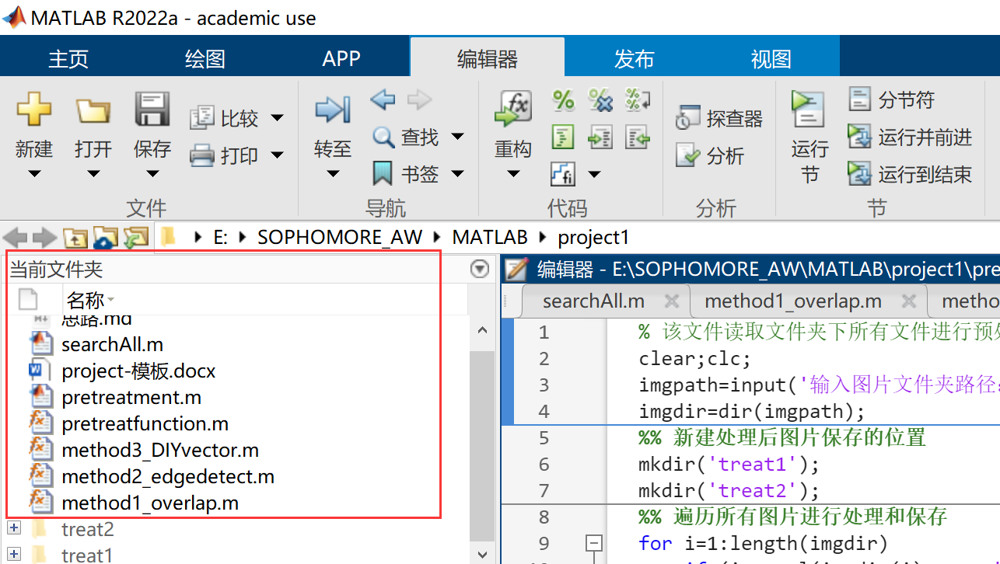 MATLAB R2022a - academic use
主页 绘图 APP 编辑器 发布 视图
新建 打开 保存 比较 打印 转至 查找 书签 重构 探查器 分析 运行节 分节符 运行并前进 运行到结束
文件 导航 代码 分析 节
E: SOPHOMORE_AW MATLAB project1
当前文件夹
名称
思路.md
searchAll.m
project-模板.docx
pretreatment.m
pretreatfunction.m
method3_DIYvector.m
method2_edgedetect.m
method1_overlap.m
treat2
treat1
编辑器 - E:\SOPHOMORE_AW\MATLAB\project1\pre
searchAll.m method1_overlap.m metho
1 % 该文件读取文件夹下所有文件进行预处
2 clear;clc;
3 imgpath=input('输入图片文件夹路径:
4 imgdir=dir(imgpath);
5 %% 新建处理后图片保存的位置
6 mkdir('treat1');
7 mkdir('treat2');
8 %% 遍历所有图片进行处理和保存
9 for i=1:length(imgdir)